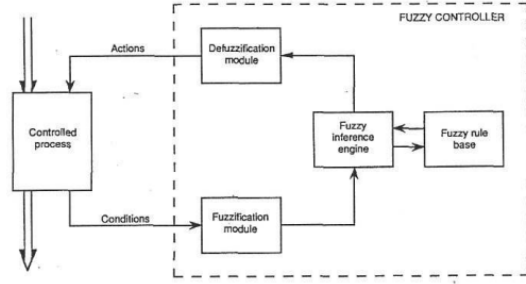 FUZZY CONTROLLER
Actions
Defuzzification
module
Controlled
process
Fuzzy
inference
engine
Fuzzy rule
base
Conditions
Fuzzification
module